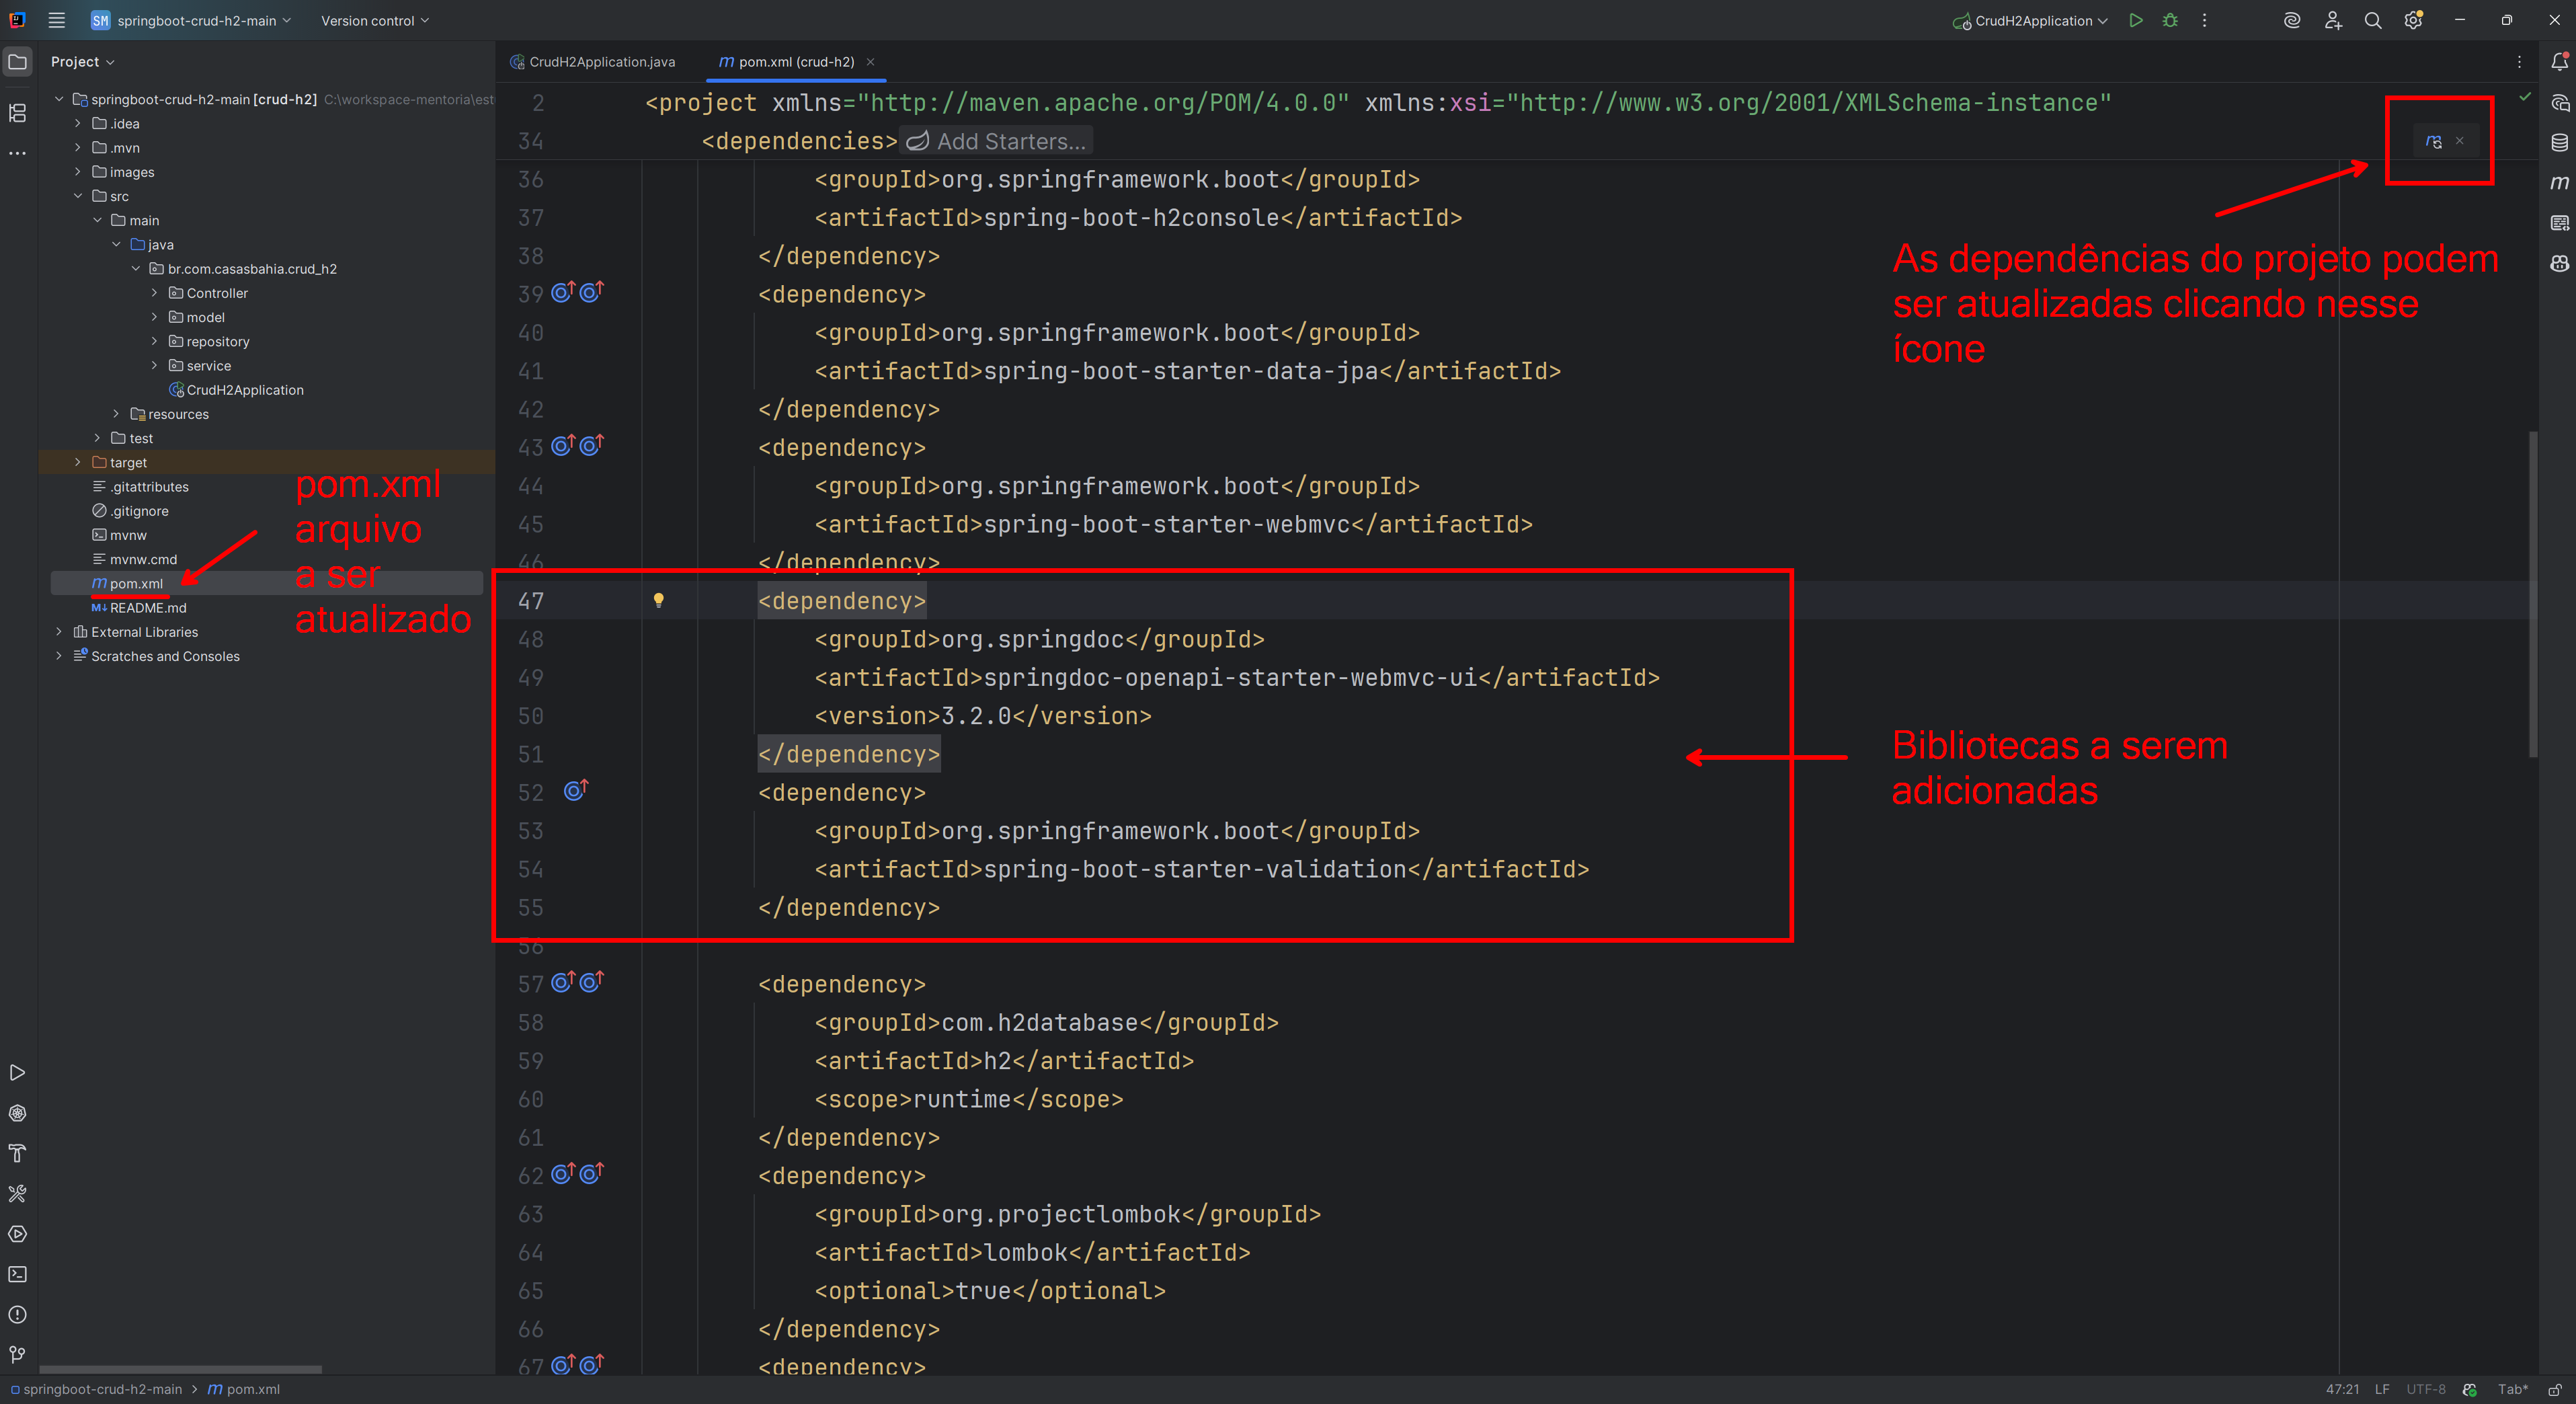 SM springboot-crud-h2-main Version control CrudH2Application
Project
springboot-crud-h2-main [crud-h2] C:\workspace-mentoria\est
.idea
.mvn
images
src
main
java
br.com.casasbahia.crud_h2
Controller
model
repository
service
CrudH2Application
resources
test
target
.gitattributes
.gitignore
mvnw
mvnw.cmd
pom.xml
README.md
External Libraries
Scratches and Consoles
pom.xml
arquivo
a ser
atualizado
CrudH2Application.java pom.xml (crud-h2)
2 <project xmlns="http://maven.apache.org/POM/4.0.0" xmlns:xsi="http://www.w3.org/2001/XMLSchema-instance"
34 <dependencies> Add Starters...
36 <groupId>org.springframework.boot</groupId>
37 <artifactId>spring-boot-h2console</artifactId>
38 </dependency>
39 <dependency>
40 <groupId>org.springframework.boot</groupId>
41 <artifactId>spring-boot-starter-data-jpa</artifactId>
42 </dependency>
43 <dependency>
44 <groupId>org.springframework.boot</groupId>
45 <artifactId>spring-boot-starter-webmvc</artifactId>
46 </dependency>
47 <dependency>
48 <groupId>org.springdoc</groupId>
49 <artifactId>springdoc-openapi-starter-webmvc-ui</artifactId>
50 <version>3.2.0</version>
51 </dependency>
52 <dependency>
53 <groupId>org.springframework.boot</groupId>
54 <artifactId>spring-boot-starter-validation</artifactId>
55 </dependency>
56
57 <dependency>
58 <groupId>com.h2database</groupId>
59 <artifactId>h2</artifactId>
60 <scope>runtime</scope>
61 </dependency>
62 <dependency>
63 <groupId>org.projectlombok</groupId>
64 <artifactId>lombok</artifactId>
65 <optional>true</optional>
66 </dependency>
67 <dependency>
As dependências do projeto podem
ser atualizadas clicando nesse
ícone
Bibliotecas a serem
adicionadas
springboot-crud-h2-main > pom.xml 47:21 LF UTF-8 Tab*